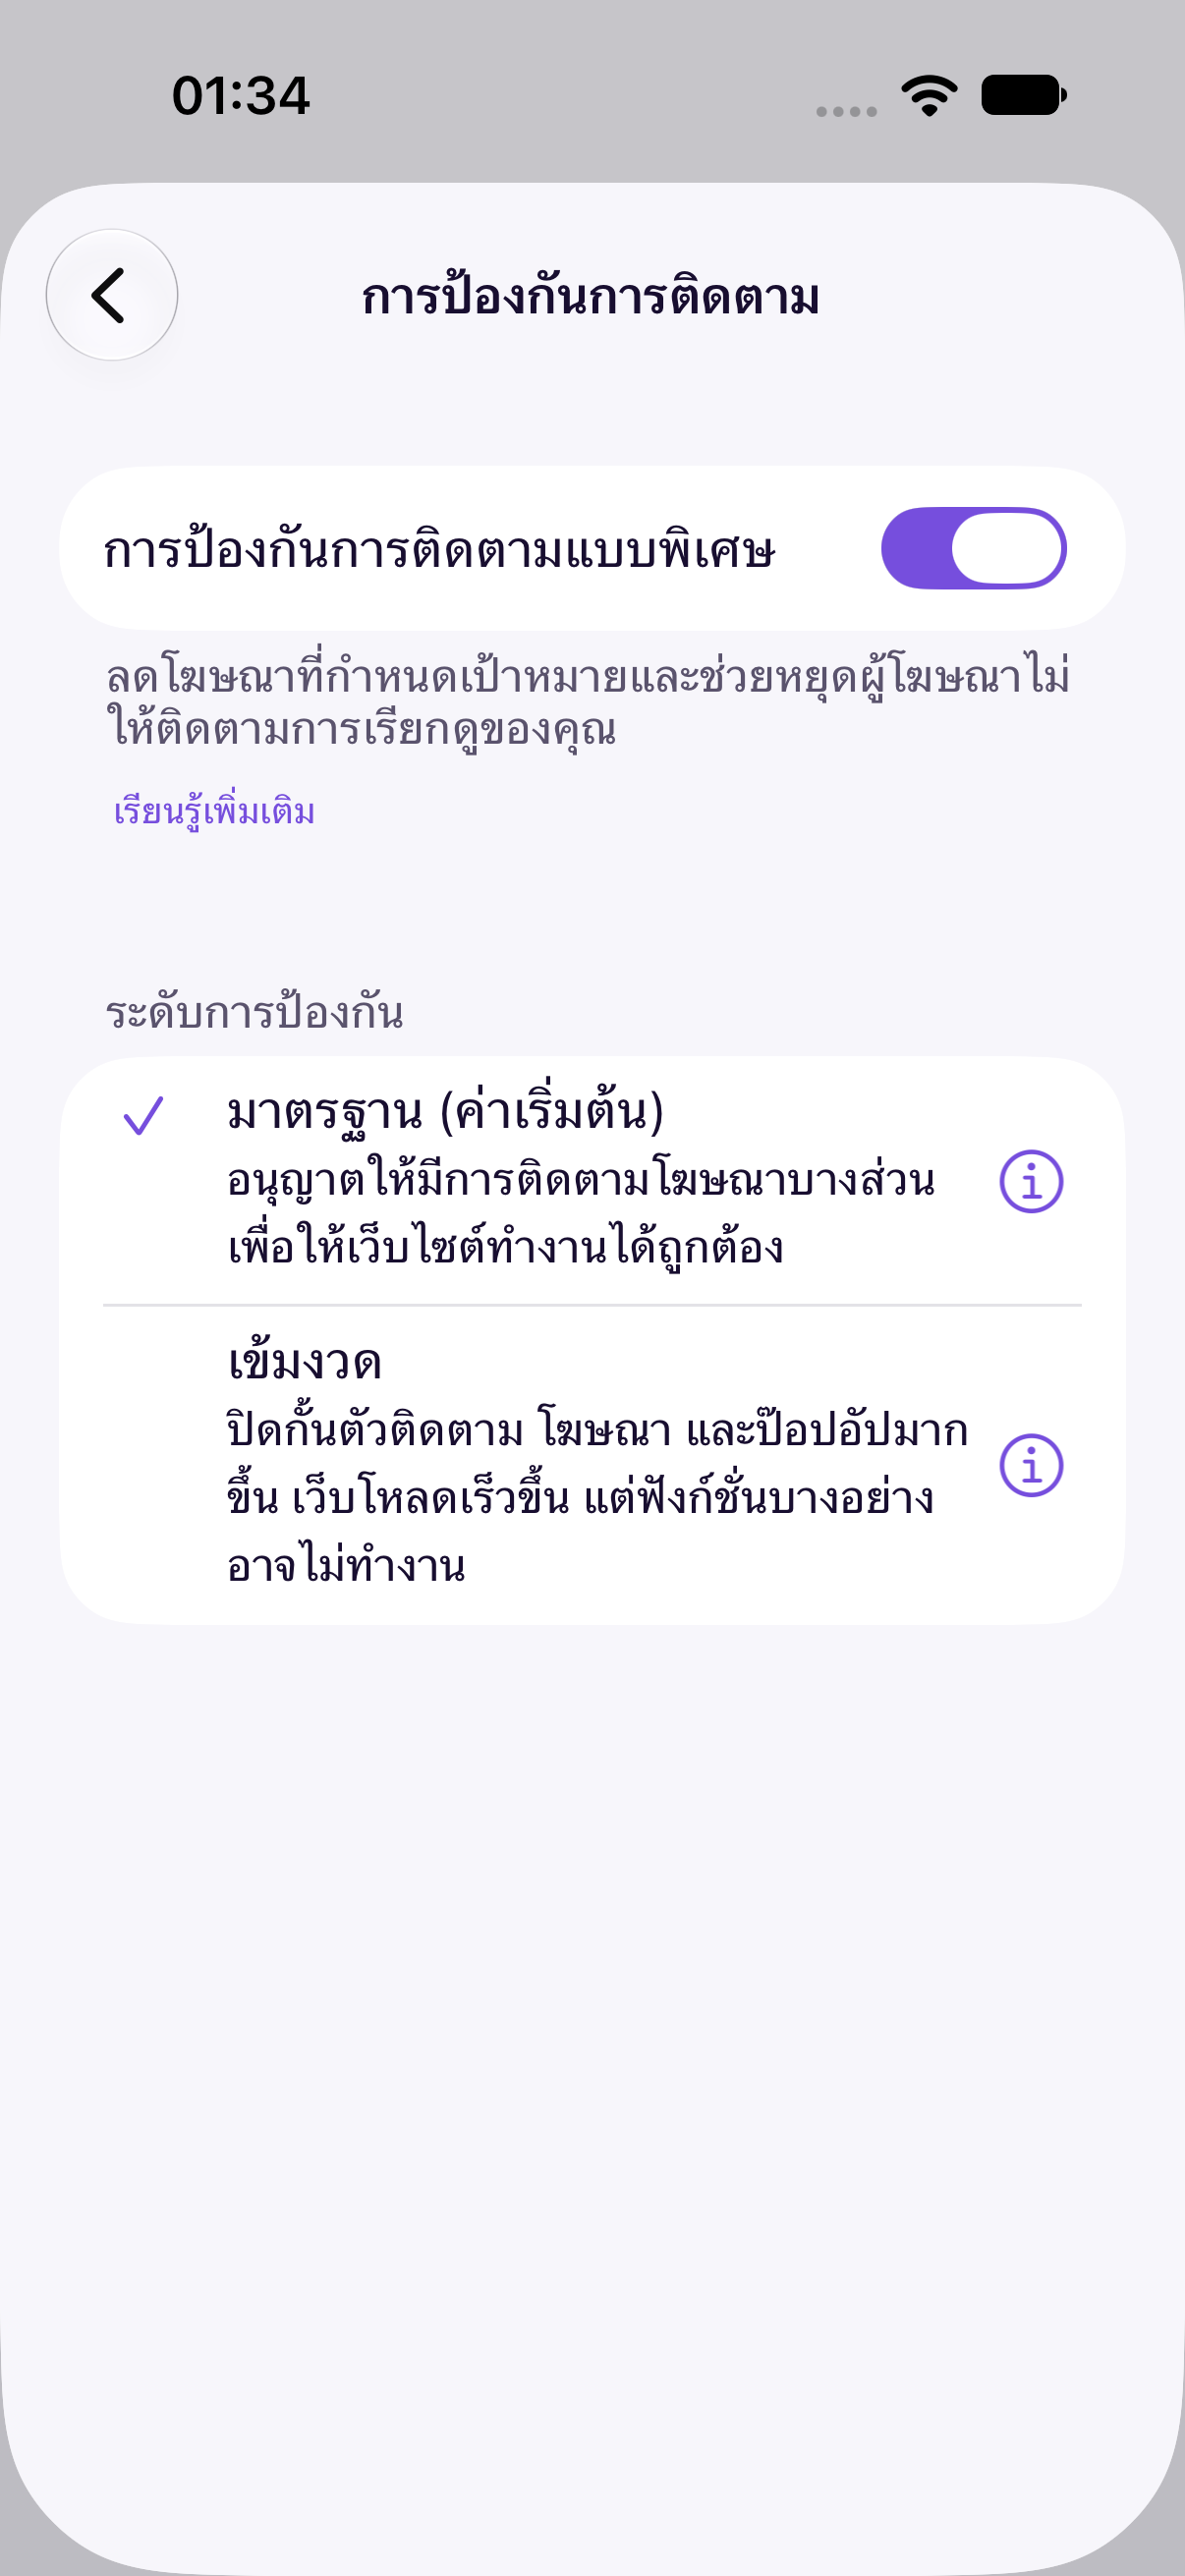 01:34
การป้องกันการติดตาม
การป้องกันการติดตามแบบพิเศษ
ลดโฆษณาที่กำหนดเป้าหมายและช่วยหยุดผู้โฆษณาไม่
ให้ติดตามการเรียกดูของคุณ
เรียนรู้เพิ่มเติม
ระดับการป้องกัน
มาตรฐาน (ค่าเริ่มต้น)
อนุญาตให้มีการติดตามโฆษณาบางส่วน
เพื่อให้เว็บไซต์ทำงานได้ถูกต้อง
เข้มงวด
ปิดกั้นตัวติดตาม โฆษณา และป๊อปอัปมาก
ขึ้น เว็บโหลดเร็วขึ้น แต่ฟังก์ชั่นบางอย่าง
อาจไม่ทำงาน